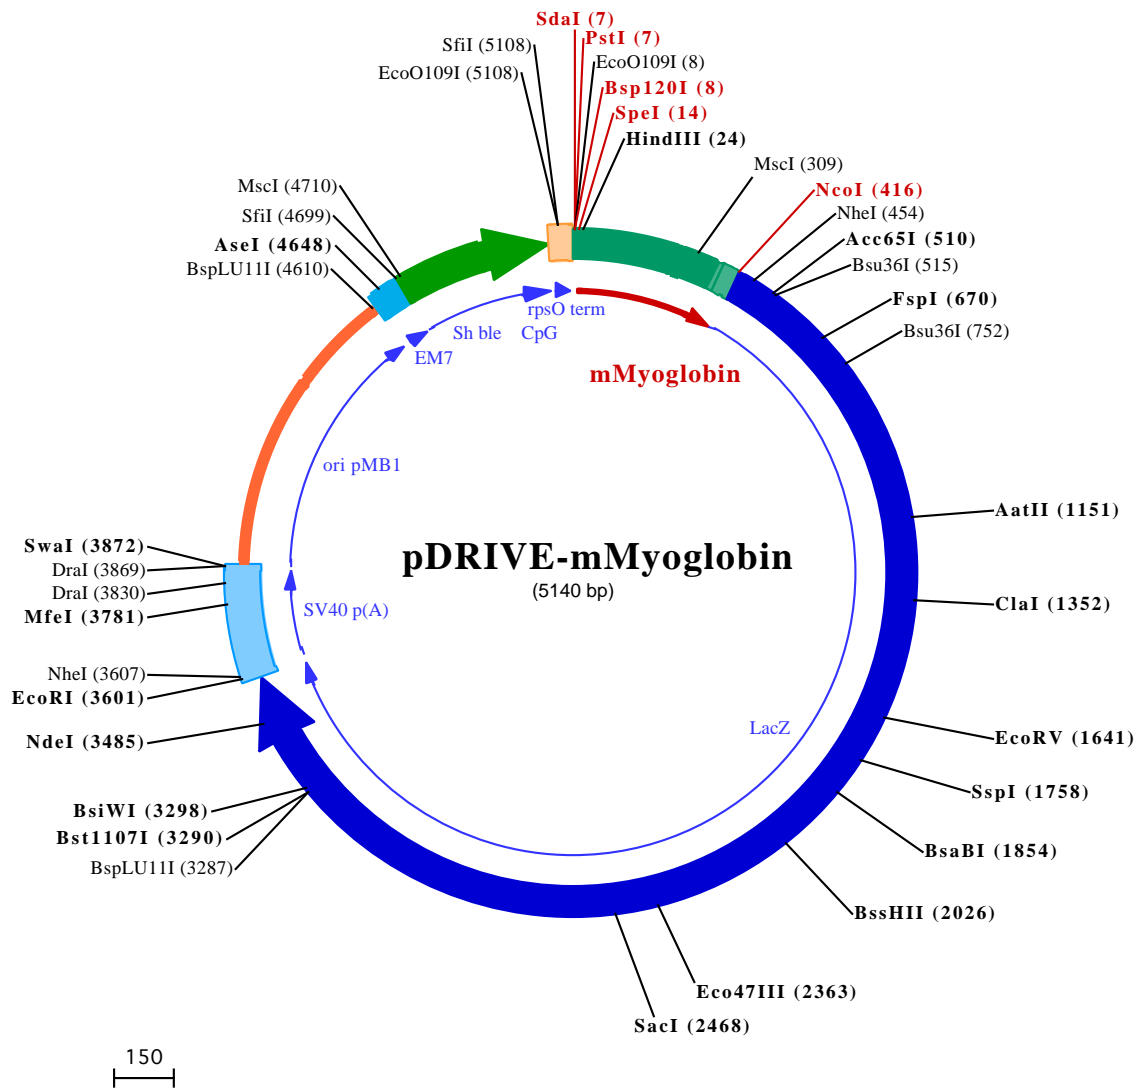 SdaI (7)
PstI (7)
SfiI (5108)
EcoO109I (8)
EcoO109I (5108)
Bsp120I (8)
SpeI (14)
HindIII (24)
MscI (309)
MscI (4710)
NcoI (416)
SfiI (4699)
NheI (454)
AseI (4648)
Acc65I (510)
BspLU11I (4610)
Bsu36I (515)
FspI (670)
rpsO term
Sh ble CpG
Bsu36I (752)
EM7
mMyoglobin
ori pMB1
AatII (1151)
SwaI (3872)
pDRIVE-mMyoglobin
DraI (3869)
(5140 bp)
DraI (3830)
ClaI (1352)
SV40 p(A)
MfeI (3781)
NheI (3607)
EcoRI (3601)
LacZ
EcoRV (1641)
NdeI (3485)
SspI (1758)
BsiWI (3298)
Bst1107I (3290)
BsaBI (1854)
BspLU11I (3287)
BssHII (2026)
Eco47III (2363)
SacI (2468)
150